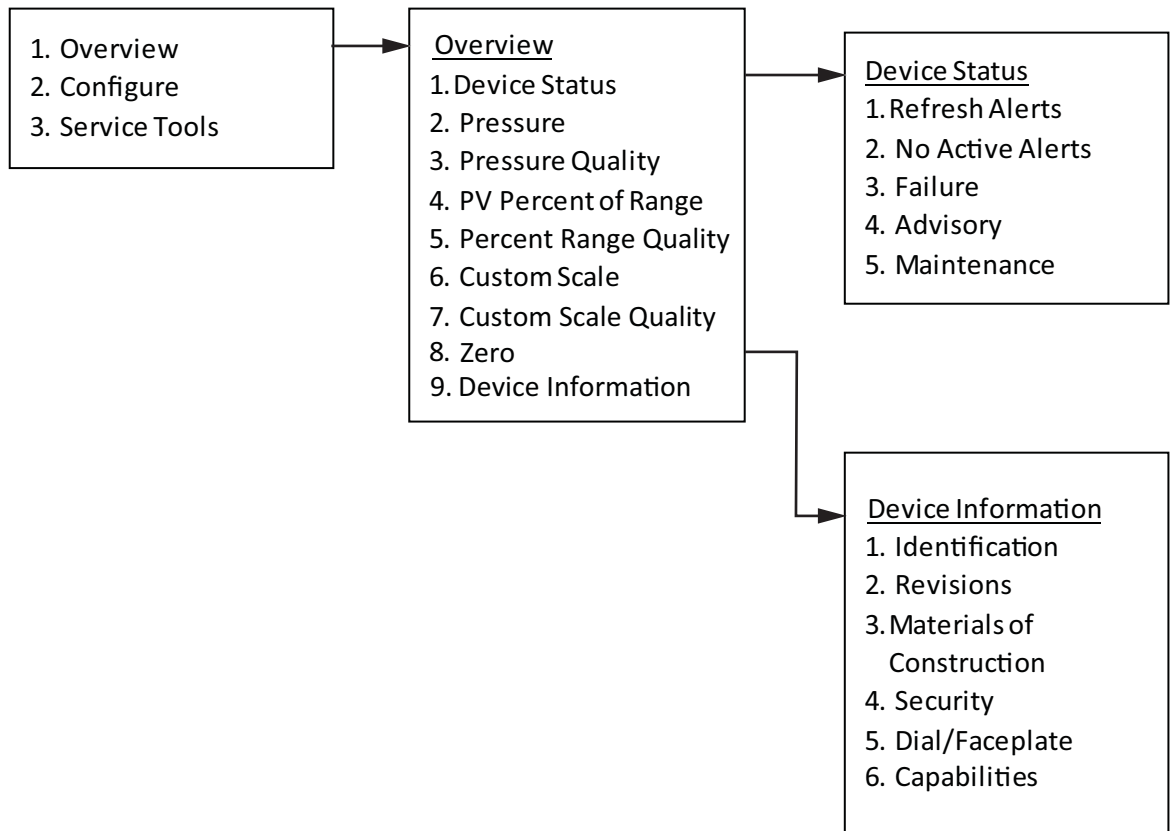 1. Overview
2. Configure
3. Service Tools
Overview
1. Device Status
2. Pressure
3. Pressure Quality
4. PV Percent of Range
5. Percent Range Quality
6. Custom Scale
7. Custom Scale Quality
8. Zero
9. Device Information
Device Status
1. Refresh Alerts
2. No Active Alerts
3. Failure
4. Advisory
5. Maintenance
Device Information
1. Identification
2. Revisions
3. Materials of
Construction
4. Security
5. Dial/Faceplate
6. Capabilities